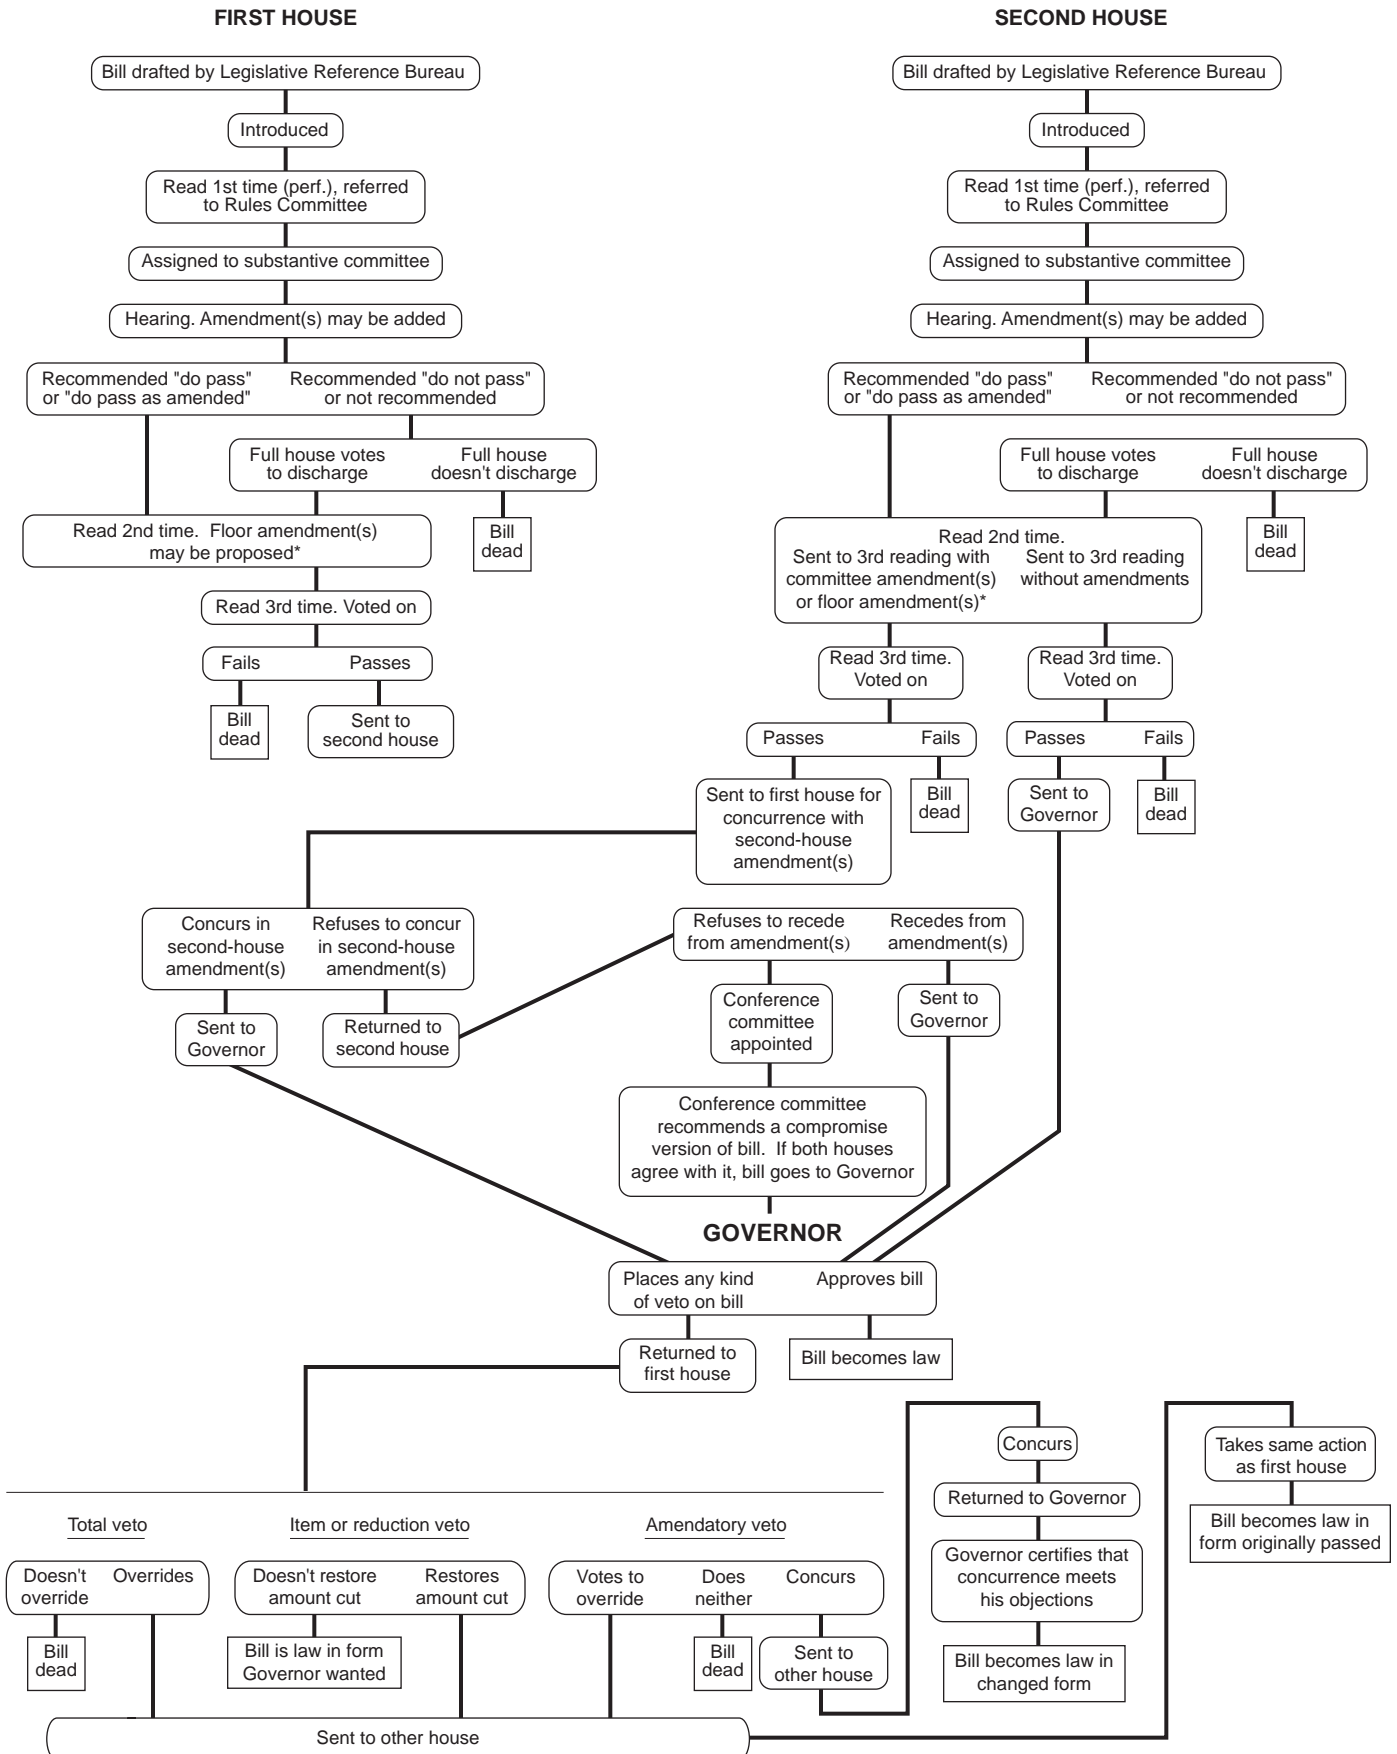 FIRST HOUSE
Bill drafted by Legislative Reference Bureau
Introduced
Read 1st time (perf.), referred
to Rules Committee
Assigned to substantive committee
Hearing. Amendment(s) may be added
Recommended "do pass"
or "do pass as amended"
Recommended "do not pass"
or not recommended
Full house votes
to discharge
Full house
doesn't discharge
Bill
dead
Read 2nd time. Floor amendment(s)
may be proposed*
Read 3rd time. Voted on
Fails
Passes
Bill
dead
Sent to
second house
SECOND HOUSE
Bill drafted by Legislative Reference Bureau
Introduced
Read 1st time (perf.), referred
to Rules Committee
Assigned to substantive committee
Hearing. Amendment(s) may be added
Recommended "do pass"
or "do pass as amended"
Recommended "do not pass"
or not recommended
Full house votes
to discharge
Full house
doesn't discharge
Bill
dead
Read 2nd time.
Sent to 3rd reading with
committee amendment(s)
or floor amendment(s)*
Sent to 3rd reading
without amendments
Read 3rd time.
Voted on
Read 3rd time.
Voted on
Passes
Fails
Passes
Fails
Sent to first house for
concurrence with
second-house
amendment(s)
Bill
dead
Sent to
Governor
Bill
dead
Concurs in
second-house
amendment(s)
Refuses to concur
in second-house
amendment(s)
Sent to
Governor
Returned to
second house
Refuses to recede
from amendment(s)
Recedes from
amendment(s)
Conference
committee
appointed
Sent to
Governor
Conference committee
recommends a compromise
version of bill. If both houses
agree with it, bill goes to Governor
GOVERNOR
Places any kind
of veto on bill
Approves bill
Returned to
first house
Bill becomes law
Total veto
Doesn't
override
Overrides
Bill
dead
Item or reduction veto
Doesn't restore
amount cut
Restores
amount cut
Bill is law in form
Governor wanted
Amendatory veto
Votes to
override
Does
neither
Concurs
Bill
dead
Sent to
other house
Sent to other house
Concurs
Returned to Governor
Governor certifies that
concurrence meets
his objections
Bill becomes law in
changed form
Takes same action
as first house
Bill becomes law in
form originally passed